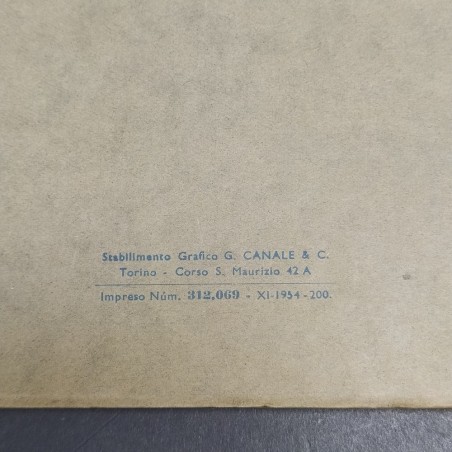 Stabilimento Grafico G. CANALE & C.
Torino - Corso S. Maurizio 42 A
Impreso Núm. 312,069 - XI-1954-200.